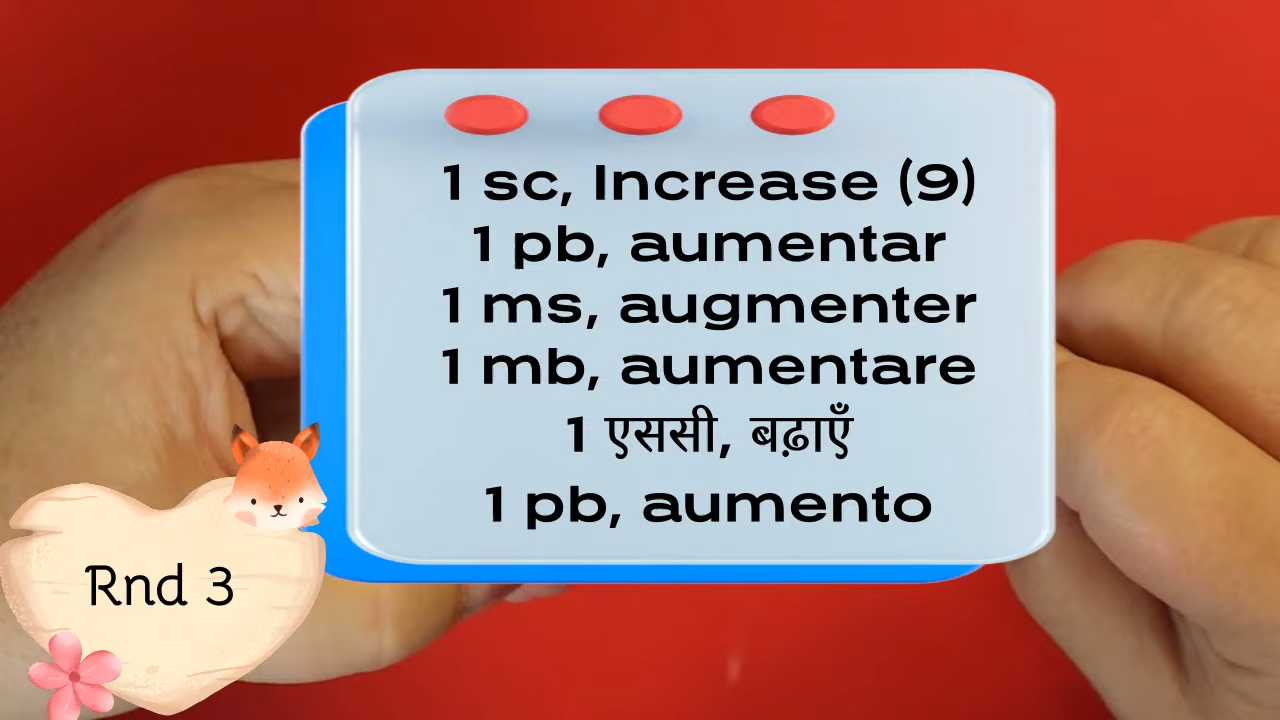 1 sc, Increase (9)
1 pb, aumentar
1 ms, augmenter
1 mb, aumentare
1 एससी, बढ़ाएँ
1 pb, aumento
Rnd 3